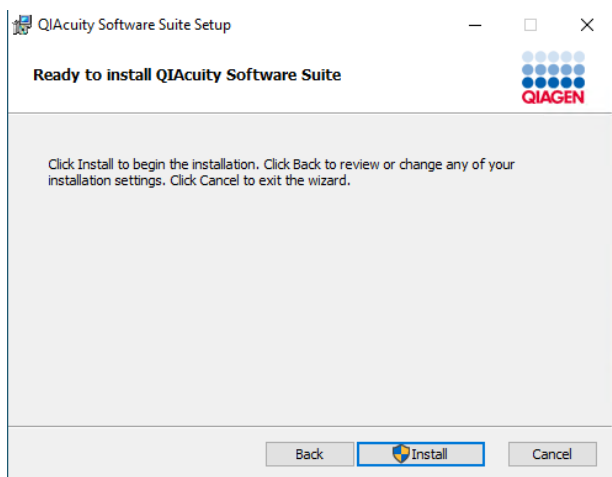 QIAcuity Software Suite Setup
Ready to install QIAcuity Software Suite
QIAGEN
Click Install to begin the installation. Click Back to review or change any of your
installation settings. Click Cancel to exit the wizard.
Back
Install
Cancel